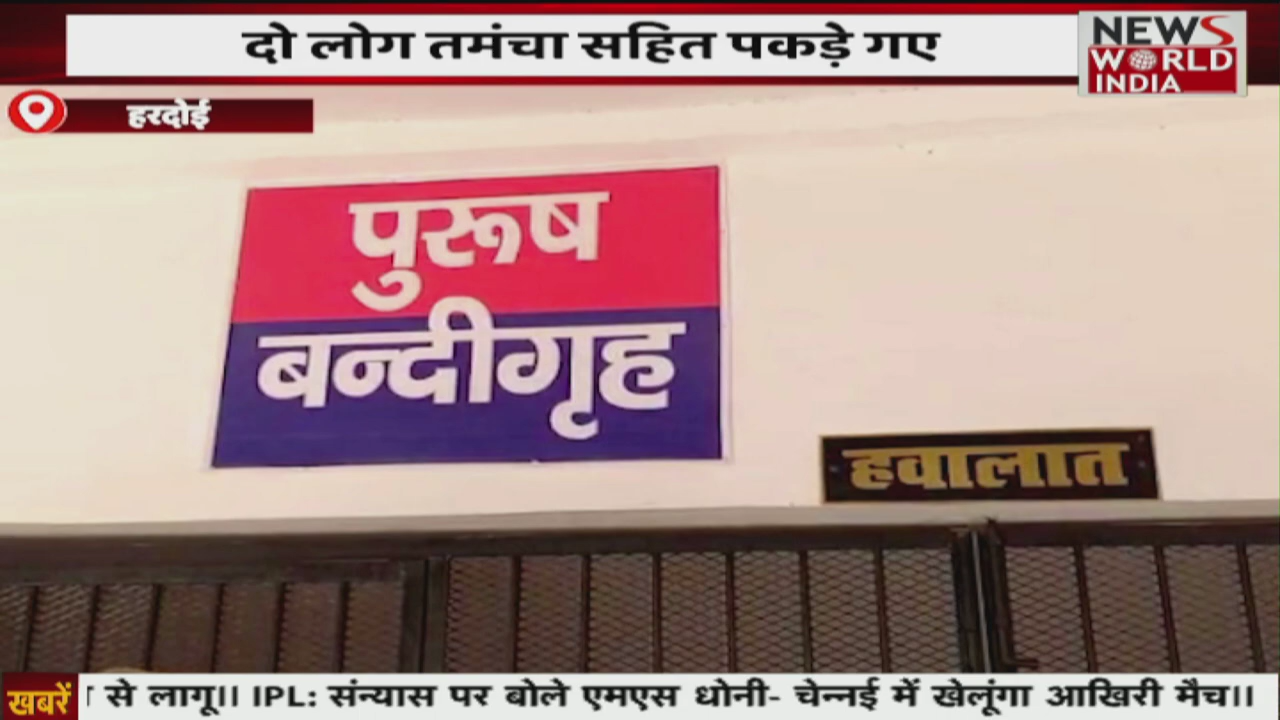 दो लोग तमंचा सहित पकड़े गए
NEWS
WORLD
INDIA
हरदोई
पुरूष
बन्दीगृह
हवालात
खबरें
से लागू।। IPL: संन्यास पर बोले एमएस धोनी- चेन्नई में खेलूंगा आखिरी मैच।।